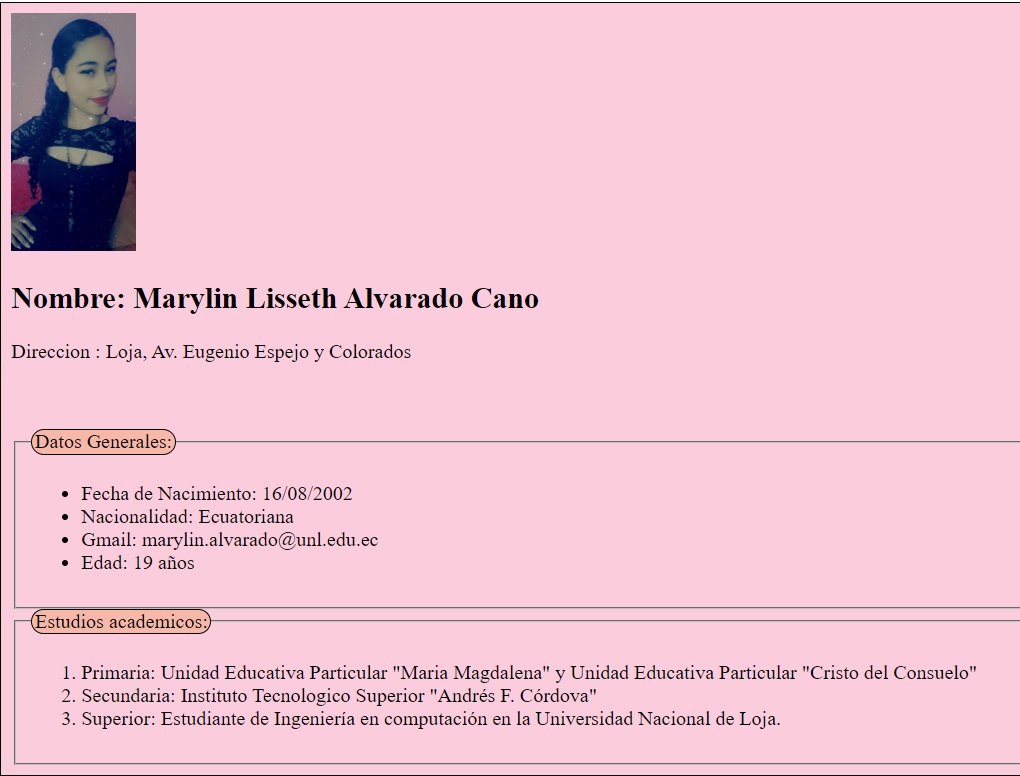 Nombre: Marylin Lisseth Alvarado Cano
Direccion : Loja, Av. Eugenio Espejo y Colorados
Datos Generales:
Fecha de Nacimiento: 16/08/2002
Nacionalidad: Ecuatoriana
Gmail: marylin.alvarado@unl.edu.ec
Edad: 19 años
Estudios academicos:
1. Primaria: Unidad Educativa Particular "Maria Magdalena" y Unidad Educativa Particular "Cristo del Consuelo"
2. Secundaria: Instituto Tecnologico Superior "Andrés F. Córdova"
3. Superior: Estudiante de Ingeniería en computación en la Universidad Nacional de Loja.